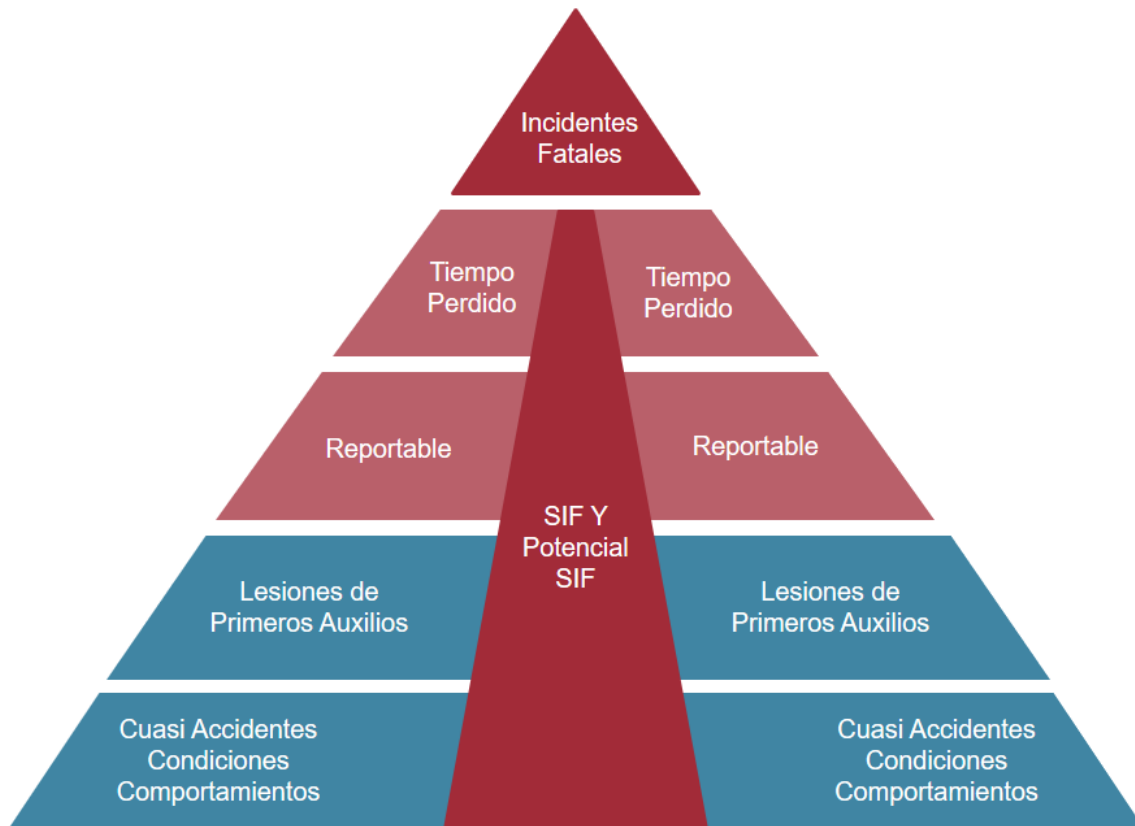 Incidentes
Fatales
Tiempo
Perdido
Tiempo
Perdido
Reportable
Reportable
SIF Y
Potencial
SIF
Lesiones de
Primeros Auxilios
Lesiones de
Primeros Auxilios
Cuasi Accidentes
Condiciones
Comportamientos
Cuasi Accidentes
Condiciones
Comportamientos